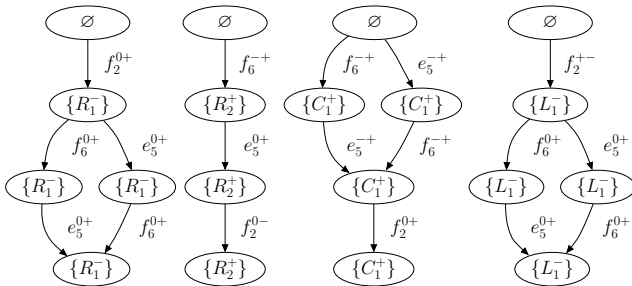 ∅ ∅ ∅ ∅
f_2^{0+} f_6^{-+} f_6^{-+} e_5^{-+} f_2^{+-}
{R_1^-} {R_2^+} {C_1^+} {C_1^+} {L_1^-}
f_6^{0+} e_5^{0+} e_5^{0+} e_5^{-+} f_6^{-+} f_6^{0+} e_5^{0+}
{R_1^-} {R_1^-} {R_2^+} {C_1^+} {L_1^-} {L_1^-}
e_5^{0+} f_6^{0+} f_2^{0-} f_2^{0+} e_5^{0+} f_6^{0+}
{R_1^-} {R_2^+} {C_1^+} {L_1^-}